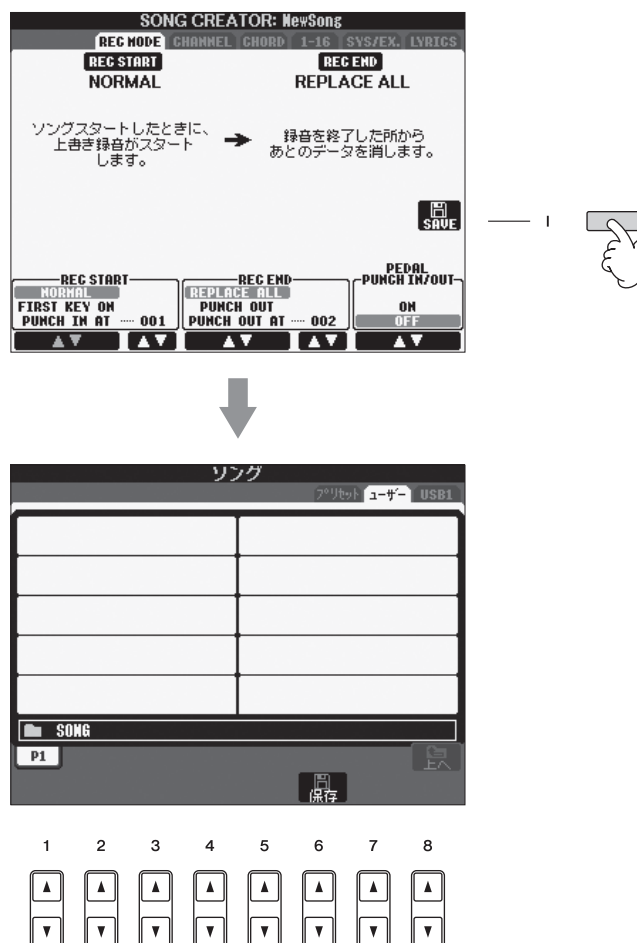 SONG CREATOR: NewSong
REC MODE CHANNEL CHORD 1-16 SYS/EX. LYRICS
REC START REC END
NORMAL REPLACE ALL
ソングスタートしたときに、
上書き録音がスタート
します。
録音を終了した所から
あとのデータを消します。
SAVE
I
REC START
NORMAL
FIRST KEY ON
PUNCH IN AT ···· 001
REC END
REPLACE ALL
PUNCH OUT
PUNCH OUT AT ···· 002
PEDAL
PUNCH IN/OUT
ON
OFF
ソング
プリセット ユーザー USB1
SONG
P1
上へ
保存
1 2 3 4 5 6 7 8